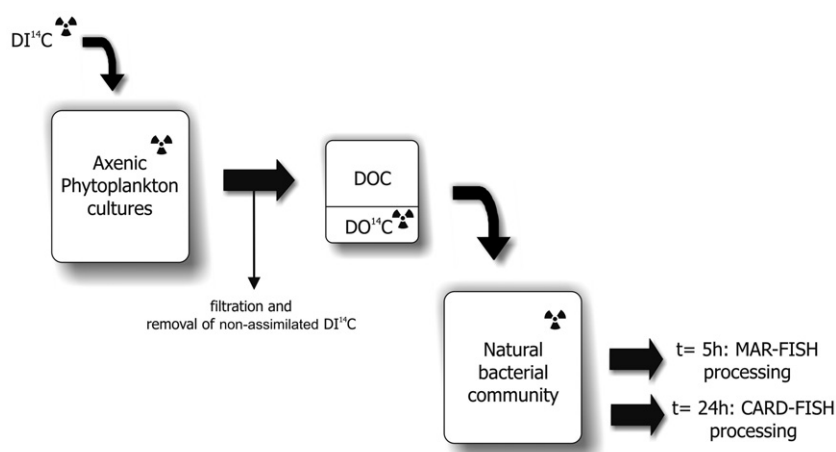 DI¹⁴C
Axenic
Phytoplankton
cultures
filtration and
removal of non-assimilated DI¹⁴C
DOC
DO¹⁴C
Natural
bacterial
community
t= 5h: MAR-FISH
processing
t= 24h: CARD-FISH
processing